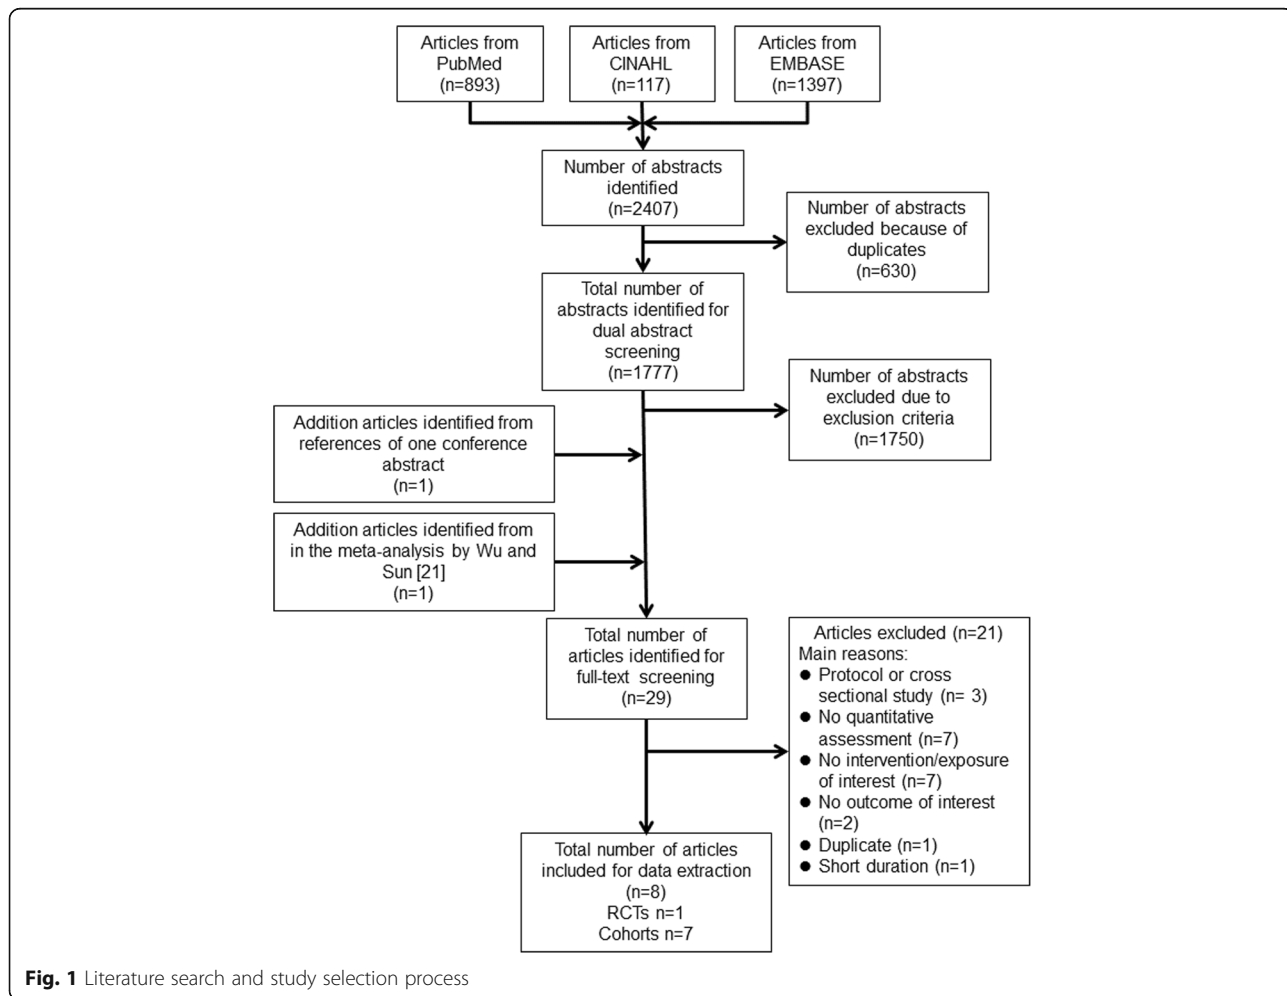 Articles from
PubMed
(n=893)
Articles from
CINAHL
(n=117)
Articles from
EMBASE
(n=1397)
Number of abstracts
identified
(n=2407)
Number of abstracts
excluded because of
duplicates
(n=630)
Total number of
abstracts identified for
dual abstract
screening
(n=1777)
Number of abstracts
excluded due to
exclusion criteria
(n=1750)
Addition articles identified from
references of one conference
abstract
(n=1)
Addition articles identified from
in the meta-analysis by Wu and
Sun [21]
(n=1)
Total number of
articles identified for
full-text screening
(n=29)
Articles excluded (n=21)
Main reasons:
● Protocol or cross
sectional study (n= 3)
● No quantitative
assessment (n=7)
● No intervention/exposure
of interest (n=7)
● No outcome of interest
(n=2)
● Duplicate (n=1)
● Short duration (n=1)
Total number of articles
included for data extraction
(n=8)
RCTs n=1
Cohorts n=7
Fig. 1 Literature search and study selection process